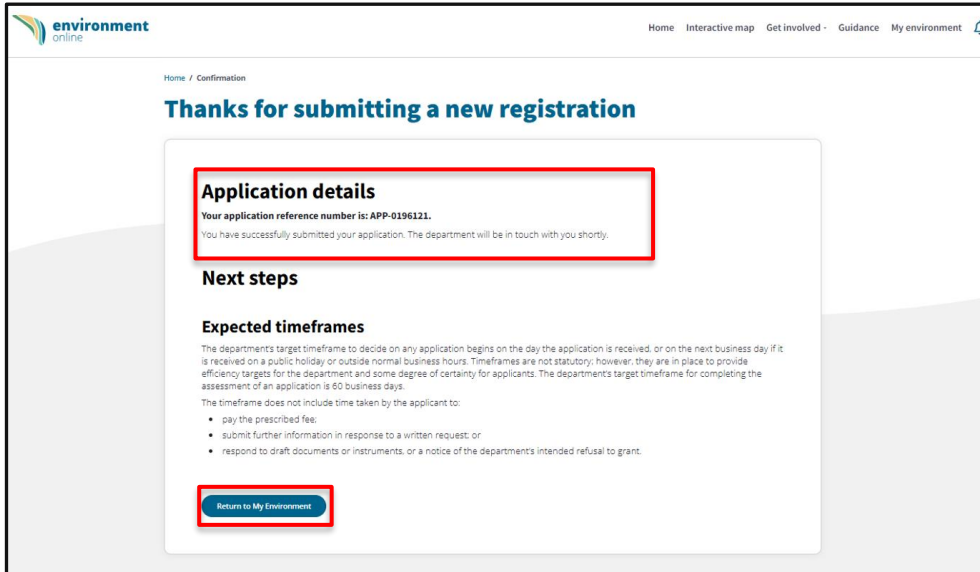 environment
online
Home Interactive map Get involved - Guidance My environment
Home / Confirmation
Thanks for submitting a new registration
Application details
Your application reference number is: APP-0196121.
You have successfully submitted your application. The department will be in touch with you shortly.
Next steps
Expected timeframes
The department's target timeframe to decide on any application begins on the day the application is received, or on the next business day if it
is received on a public holiday or outside normal business hours. Timeframes are not statutory; however, they are in place to provide
efficiency targets for the department and some degree of certainty for applicants. The department's target timeframe for completing the
assessment of an application is 60 business days.
The timeframe does not include time taken by the applicant to:
• pay the prescribed fee;
• submit further information in response to a written request; or
• respond to draft documents or instruments, or a notice of the department's intended refusal to grant.
Return to My Environment